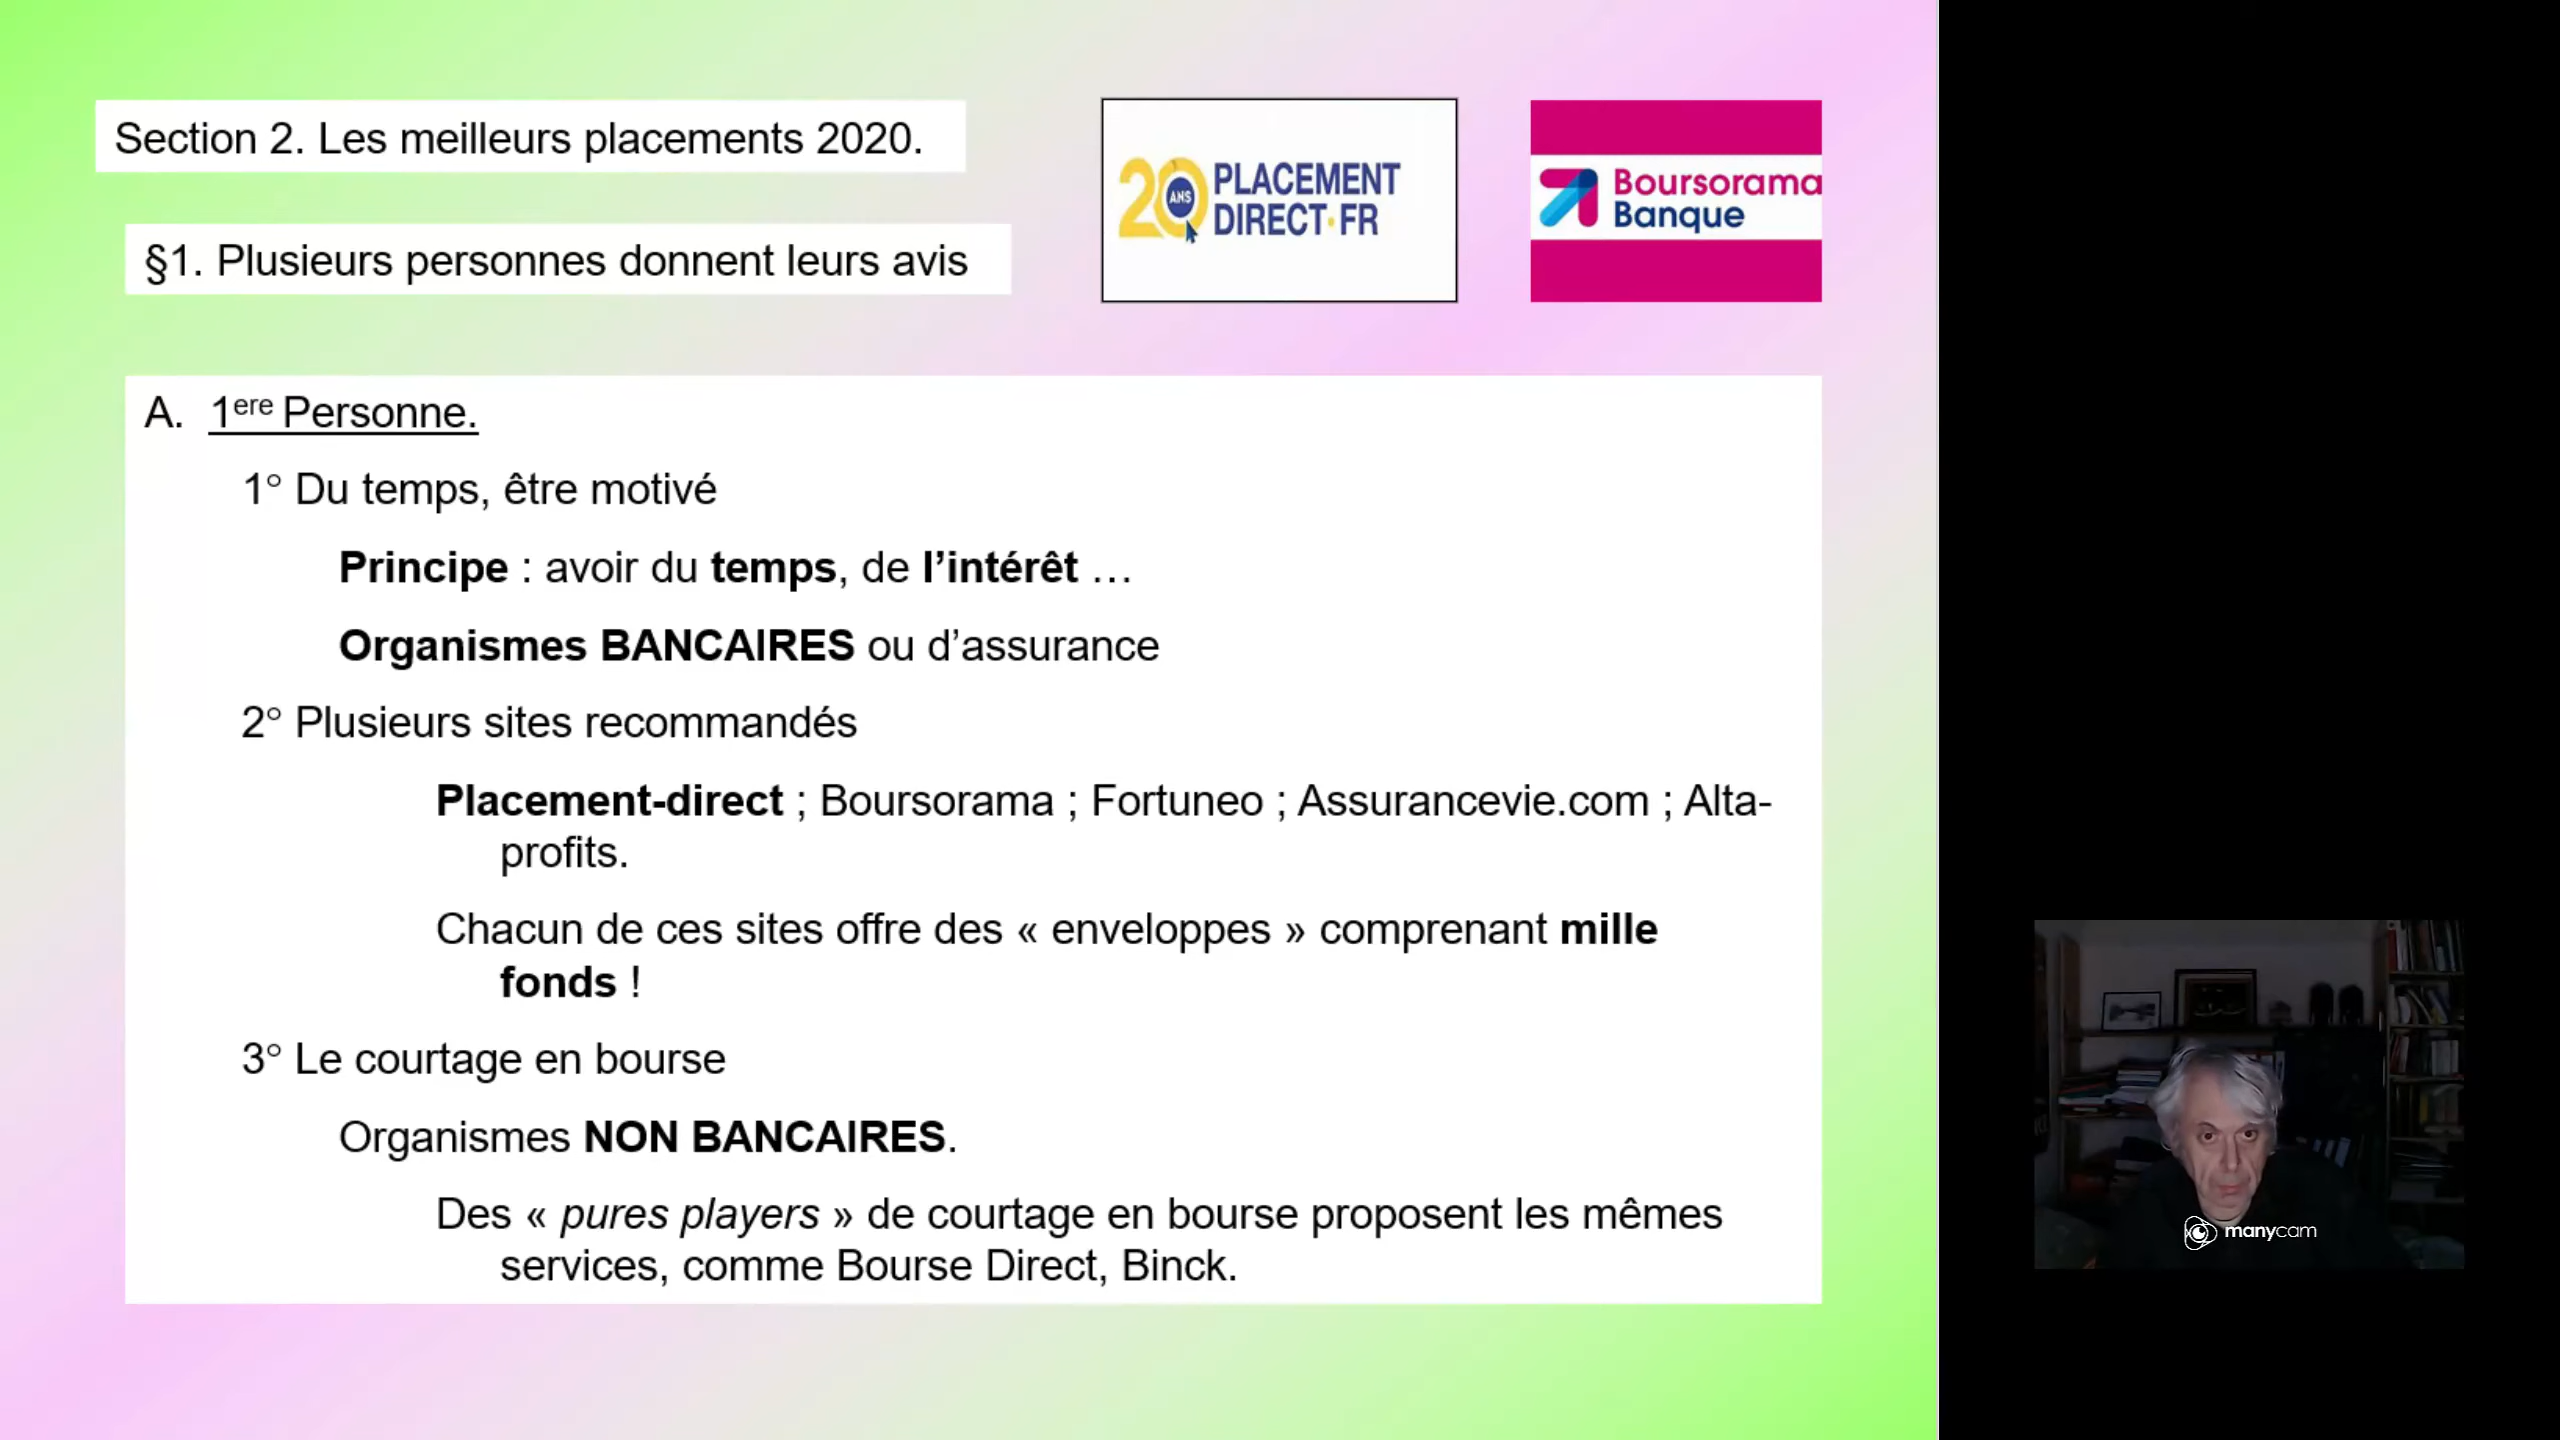 Section 2. Les meilleurs placements 2020.
§1. Plusieurs personnes donnent leurs avis
20 ANS PLACEMENT
DIRECT·FR
Boursorama
Banque
A. 1ere Personne.
1° Du temps, être motivé
Principe : avoir du temps, de l’intérêt …
Organismes BANCAIRES ou d’assurance
2° Plusieurs sites recommandés
Placement-direct ; Boursorama ; Fortuneo ; Assurancevie.com ; Alta-
profits.
Chacun de ces sites offre des « enveloppes » comprenant mille
fonds !
3° Le courtage en bourse
Organismes NON BANCAIRES.
Des « pures players » de courtage en bourse proposent les mêmes
services, comme Bourse Direct, Binck.
manycam